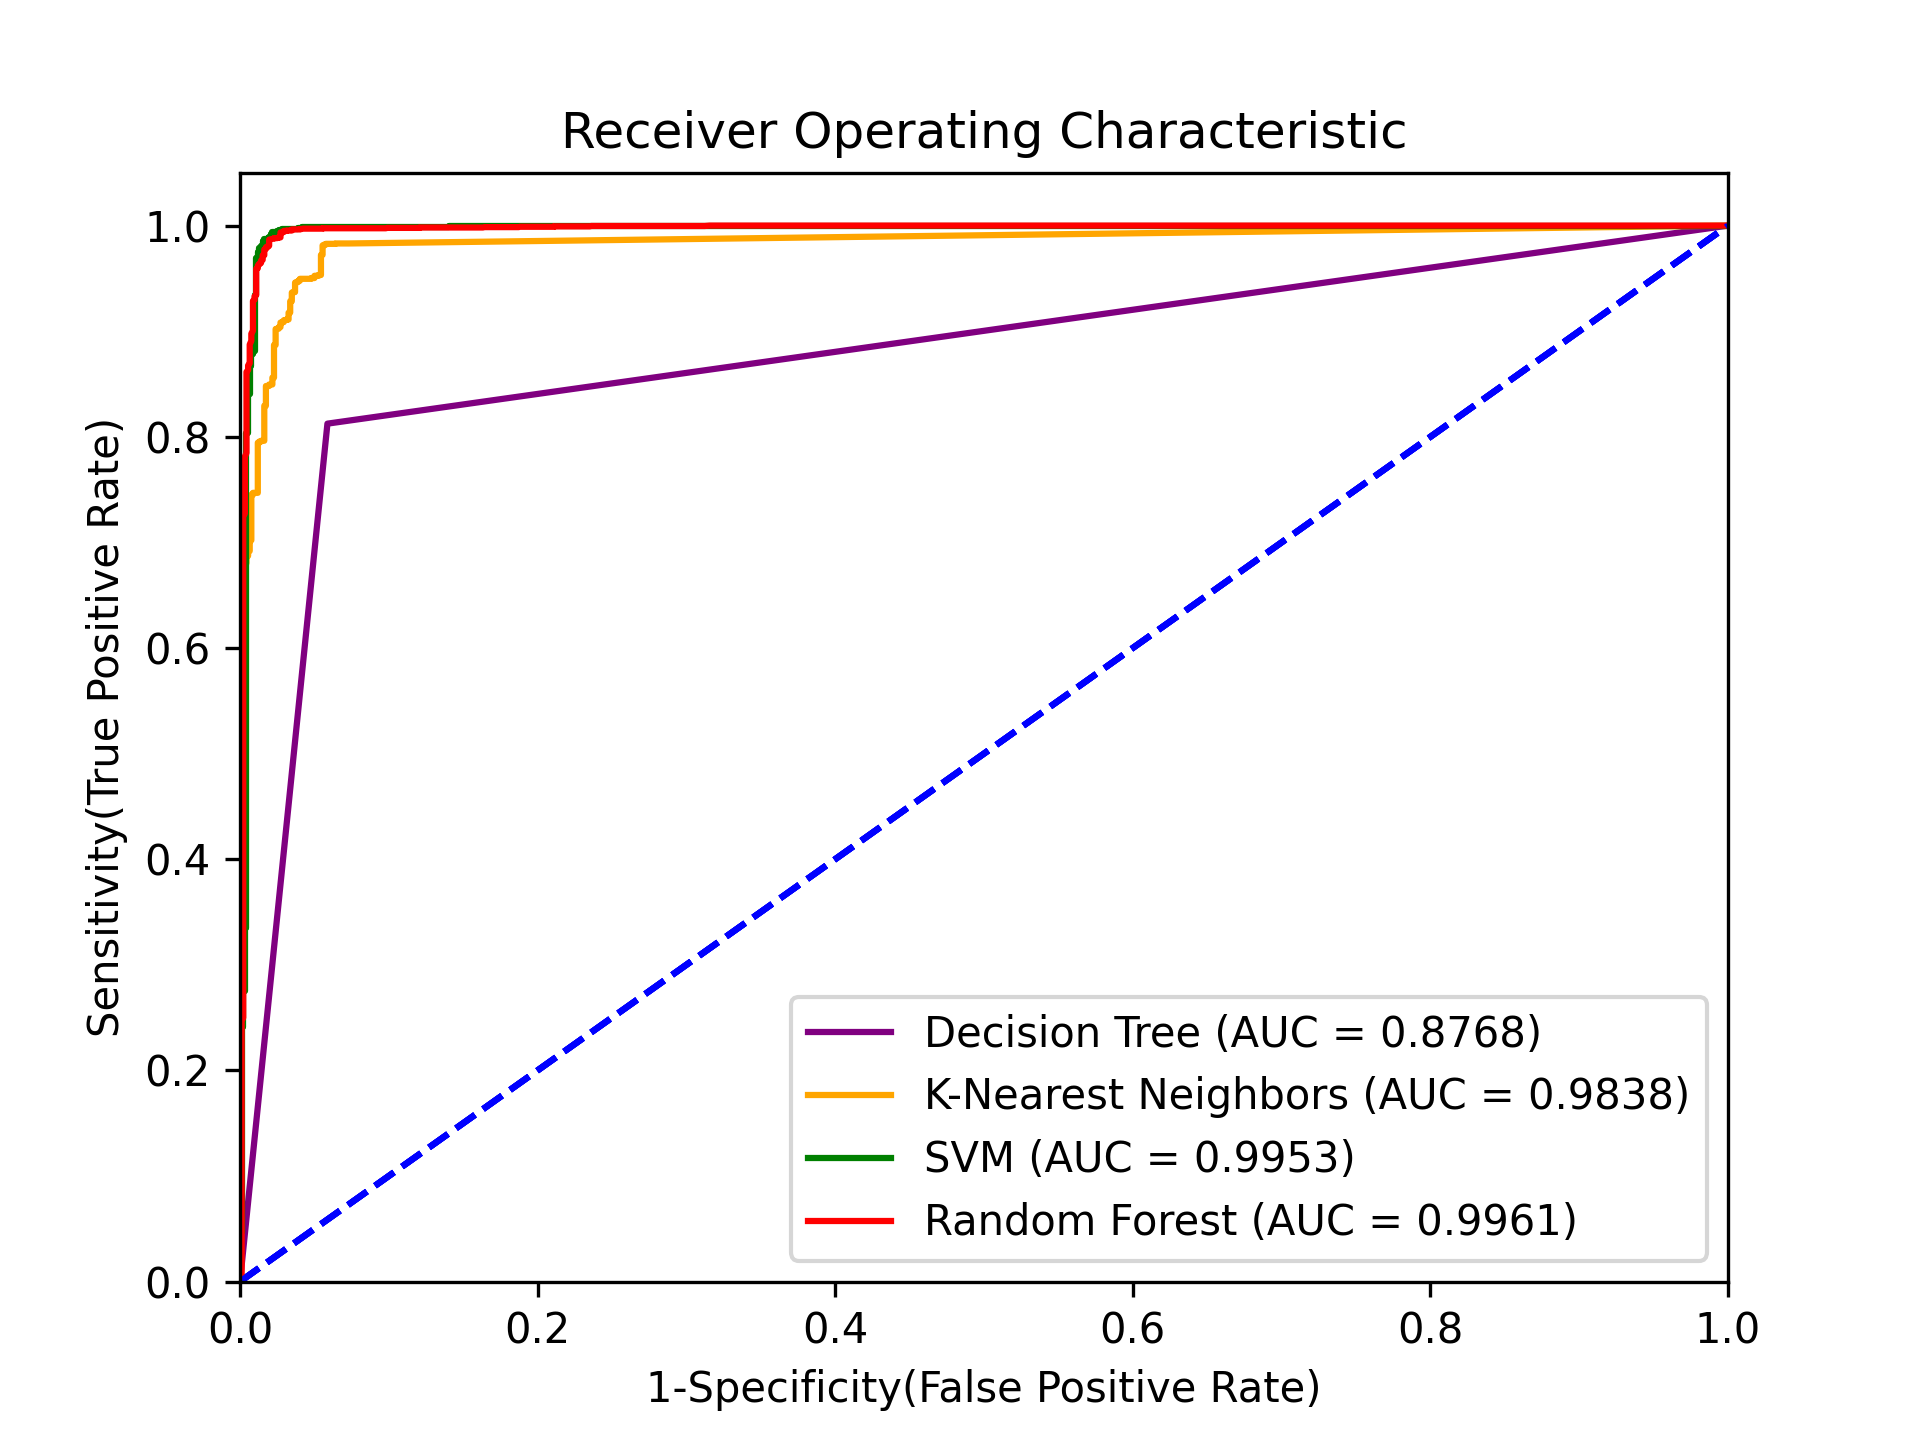 Receiver Operating Characteristic
Sensitivity(True Positive Rate)
1.0
0.8
0.6
0.4
0.2
0.0
0.0 0.2 0.4 0.6 0.8 1.0
1-Specificity(False Positive Rate)
Decision Tree (AUC = 0.8768)
K-Nearest Neighbors (AUC = 0.9838)
SVM (AUC = 0.9953)
Random Forest (AUC = 0.9961)